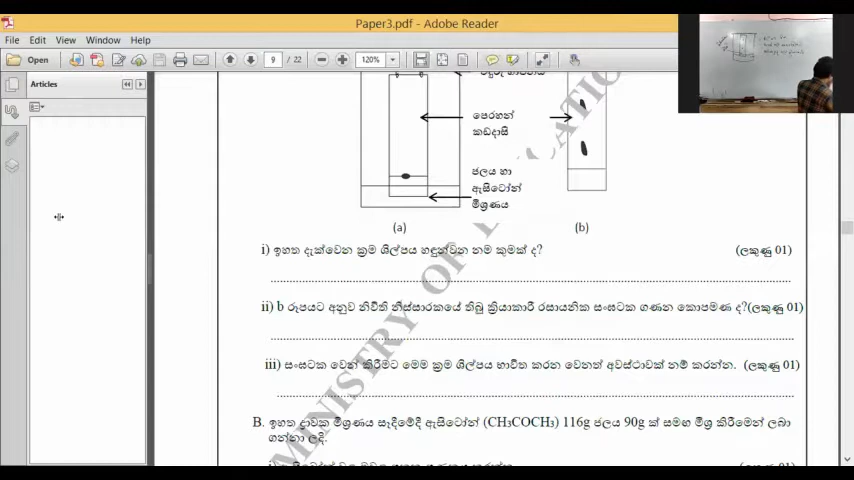 Paper3.pdf - Adobe Reader
File Edit View Window Help
Open
9 / 22
120%
Articles
පෙරහන්
කඩදාසි
ජලය හා
ඇසිටෝන්
මිශ්‍රණය
(a)
(b)
i) ඉහත දැක්වෙන ක්‍රම ශිල්පය හඳුන්වන නම කුමක් ද? (ලකුණු 01)
ii) b රූපයට අනුව නිවිති නිස්සාරකයේ තිබු ක්‍රියාකාරී රසායනික සංඝටක ගණන කොපමණ ද?(ලකුණු 01)
iii) සංඝටක වෙන් කිරීමට මෙම ක්‍රම ශිල්පය භාවිත කරන වෙනත් අවස්ථාවක් නම් කරන්න. (ලකුණු 01)
B. ඉහත ද්‍රාවක මිශ්‍රණය සෑදීමේදී ඇසිටෝන් (CH₃COCH₃) 116g ජලය 90g ක් සමඟ මිශ්‍ර කිරීමෙන් ලබා
ගන්නා ලදි.
MINISTRY OF